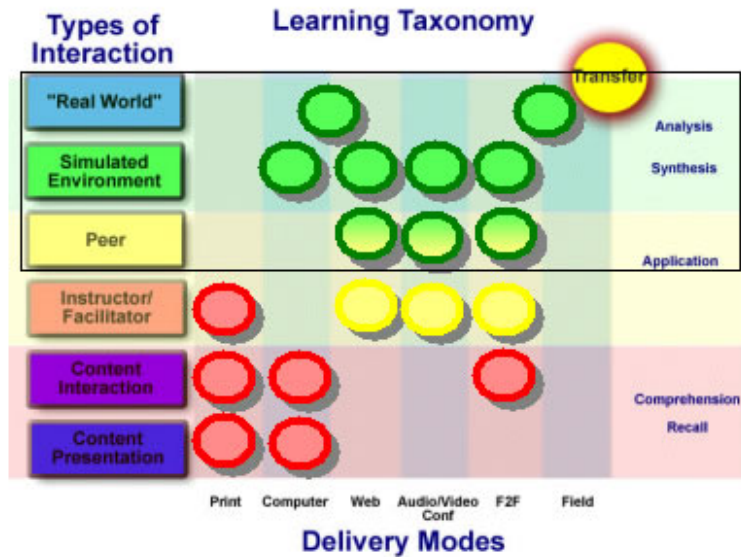 Types of
Interaction
Learning Taxonomy
Transfer
"Real World"
Analysis
Simulated
Environment
Synthesis
Peer
Application
Instructor/
Facilitator
Content
Interaction
Comprehension
Content
Presentation
Recall
Print Computer Web Audio/Video F2F Field
Conf
Delivery Modes